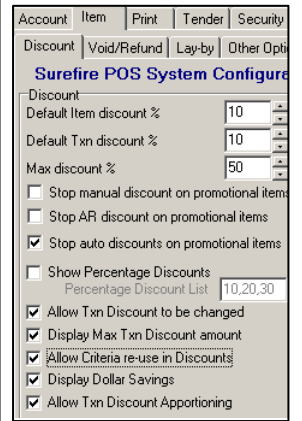 Account Item Print Tender Security
Discount Void/Refund Lay-by Other Opti
Surefire POS System Configure
Discount
Default Item discount % 10
Default Txn discount % 10
Max discount % 50
Stop manual discount on promotional items
Stop AR discount on promotional items
Stop auto discounts on promotional items
Show Percentage Discounts
Percentage Discount List 10,20,30
Allow Txn Discount to be changed
Display Max Txn Discount amount
Allow Criteria re-use in Discounts
Display Dollar Savings
Allow Txn Discount Apportioning